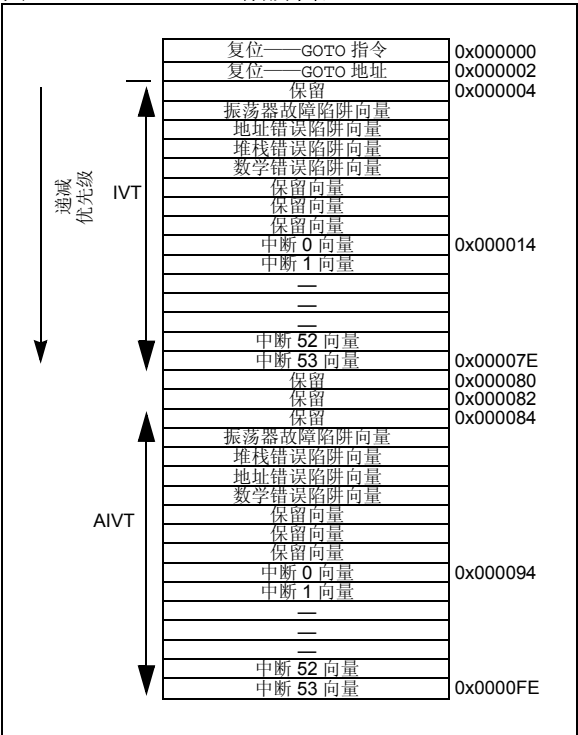 复位——GOTO 指令 0x000000
复位——GOTO 地址 0x000002
保留 0x000004
振荡器故障陷阱向量
地址错误陷阱向量
堆栈错误陷阱向量
数学错误陷阱向量
递减
优先级
IVT
保留向量
保留向量
保留向量
中断 0 向量 0x000014
中断 1 向量
—
—
—
中断 52 向量
中断 53 向量 0x00007E
保留 0x000080
保留 0x000082
保留 0x000084
振荡器故障陷阱向量
堆栈错误陷阱向量
地址错误陷阱向量
数学错误陷阱向量
保留向量
AIVT
保留向量
保留向量
中断 0 向量 0x000094
中断 1 向量
—
—
—
中断 52 向量
中断 53 向量 0x0000FE